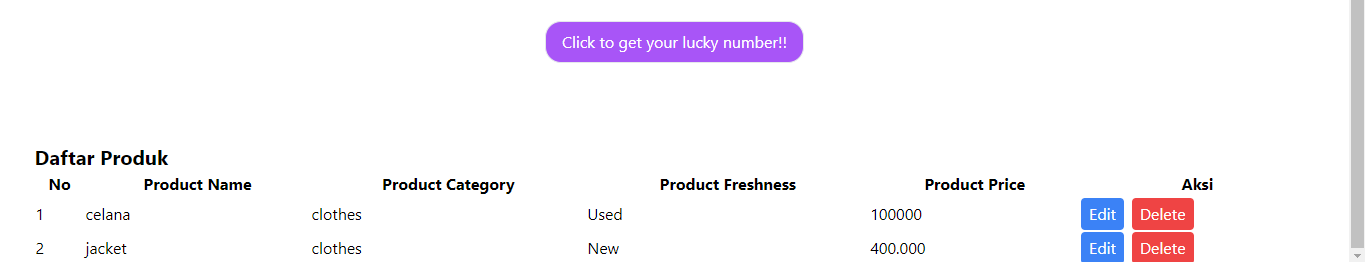 Click to get your lucky number!!
Daftar Produk
No Product Name Product Category Product Freshness Product Price Aksi
1 celana clothes Used 100000 Edit Delete
2 jacket clothes New 400.000 Edit Delete